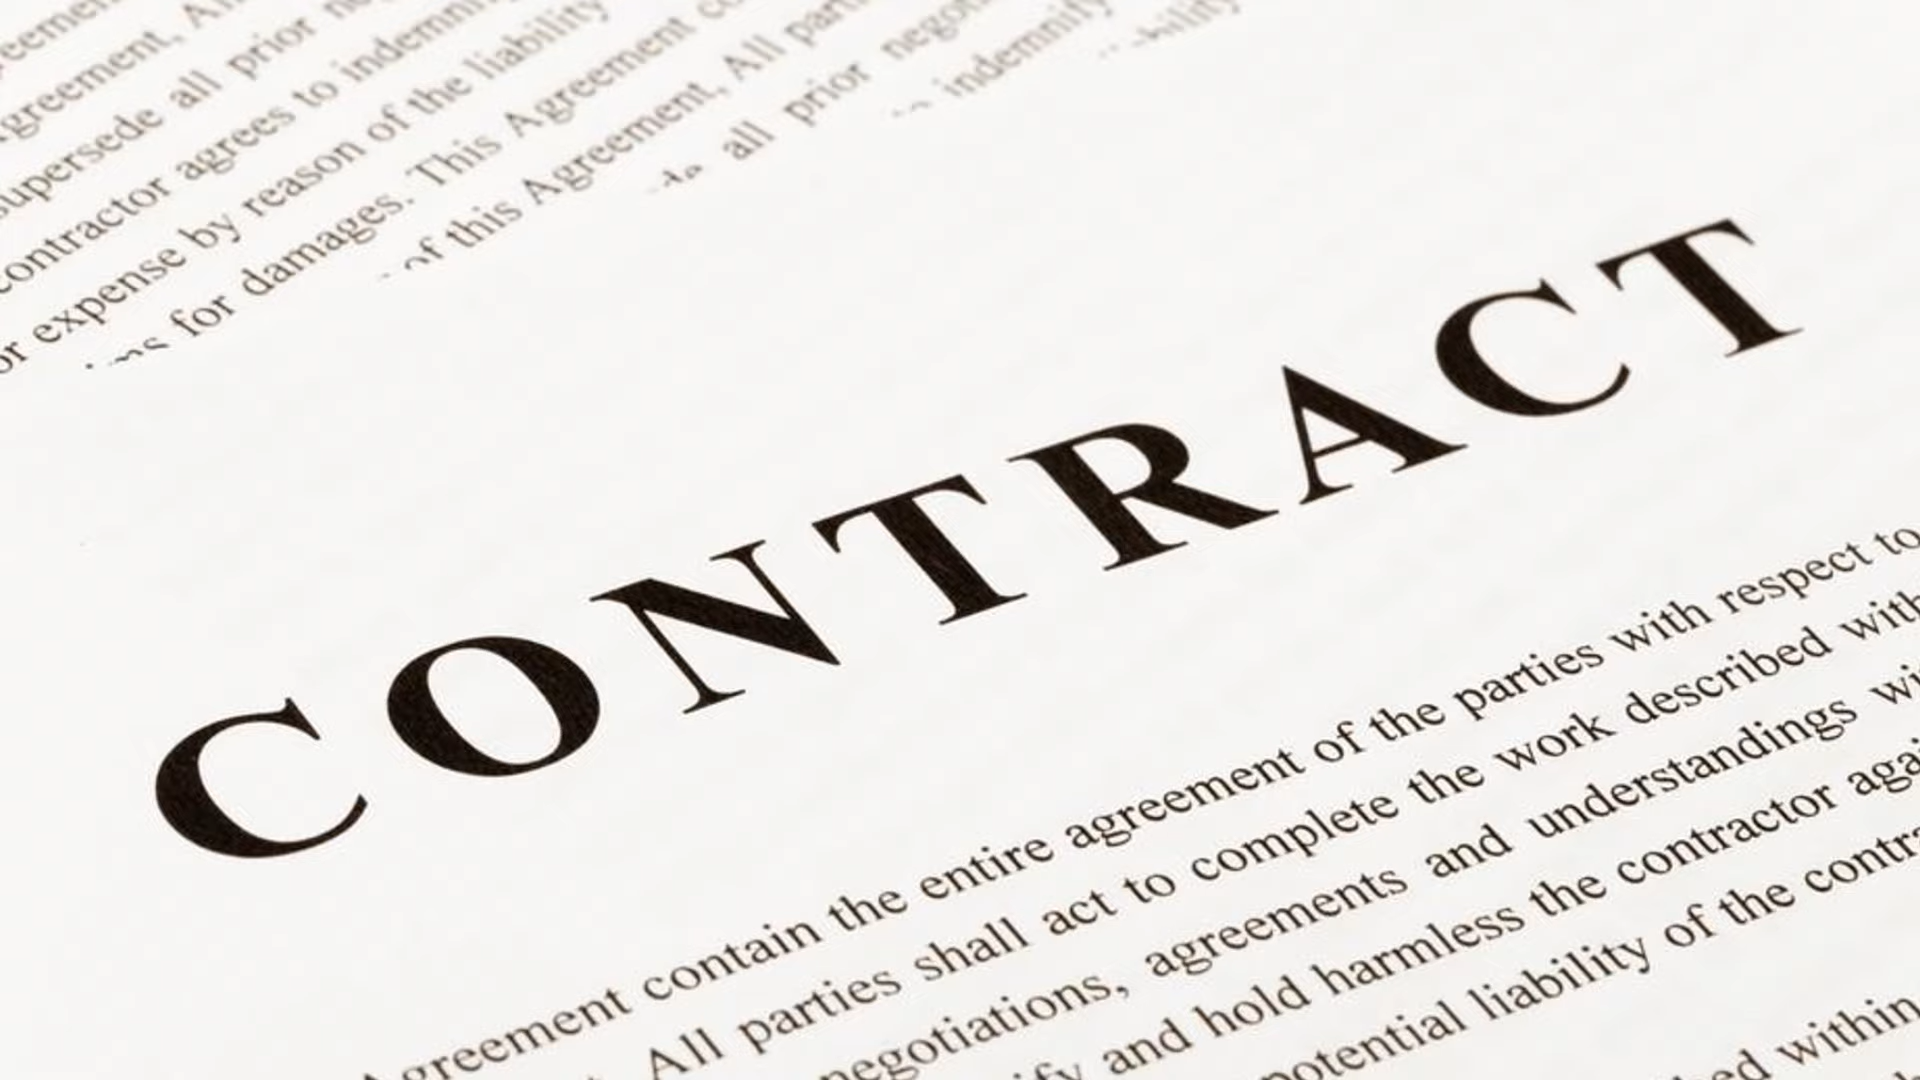 Agreement, All
supersede all prior
contractor agrees to indemnify
or expense by reason of the liability
for damages. This Agreement
of this Agreement, All
all prior
indemnify
CONTRACT
Agreement contain the entire agreement of the parties with respect to
All parties shall act to complete the work described
negotiations, agreements and understandings
and hold harmless the contractor
potential liability of the
within